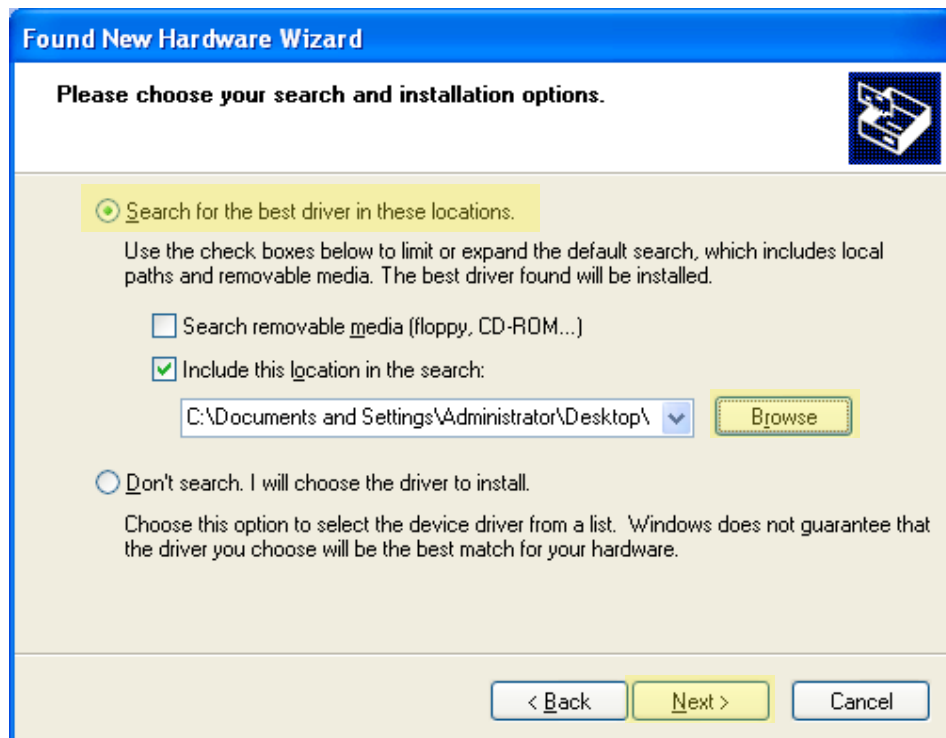 Found New Hardware Wizard
Please choose your search and installation options.
Search for the best driver in these locations.
Use the check boxes below to limit or expand the default search, which includes local
paths and removable media. The best driver found will be installed.
Search removable media (floppy, CD-ROM...)
Include this location in the search:
C:\Documents and Settings\Administrator\Desktop\
Browse
Don't search. I will choose the driver to install.
Choose this option to select the device driver from a list. Windows does not guarantee that
the driver you choose will be the best match for your hardware.
< Back
Next >
Cancel